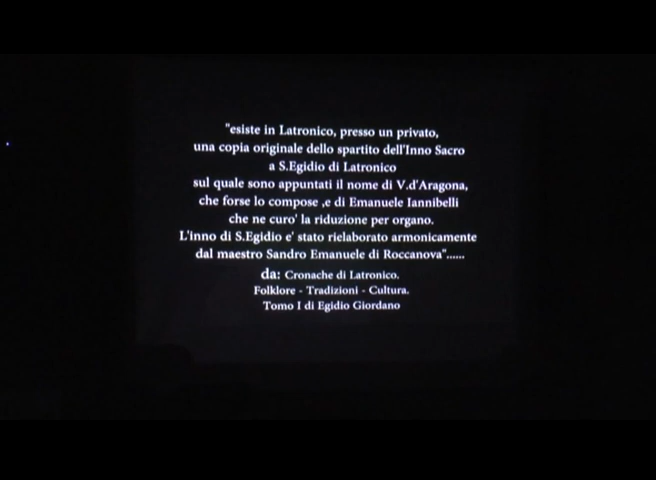 "esiste in Latronico, presso un privato,
una copia originale dello spartito dell'Inno Sacro
a S.Egidio di Latronico
sul quale sono appuntati il nome di V.d'Aragona,
che forse lo compose ,e di Emanuele Iannibelli
che ne curo' la riduzione per organo.
L'inno di S.Egidio e' stato rielaborato armonicamente
dal maestro Sandro Emanuele di Roccanova"......
da: Cronache di Latronico.
Folklore - Tradizioni - Cultura.
Tomo I di Egidio Giordano